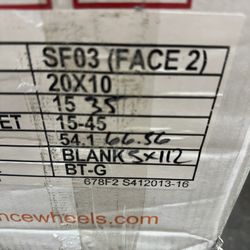 SF03 (FACE 2)
20X10
15 35
ET 15-45
54.1 66.56
BLANK 5x112
BT-G
678F2 S412013-16
ncewheels.com